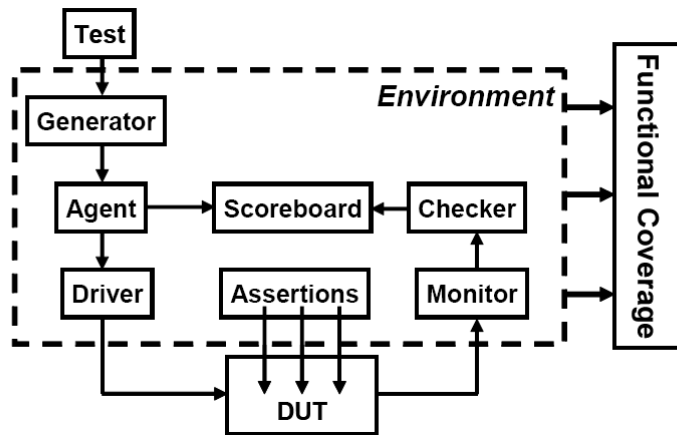 Test
Environment
Generator
Agent
Scoreboard
Checker
Driver
Assertions
Monitor
DUT
Functional Coverage